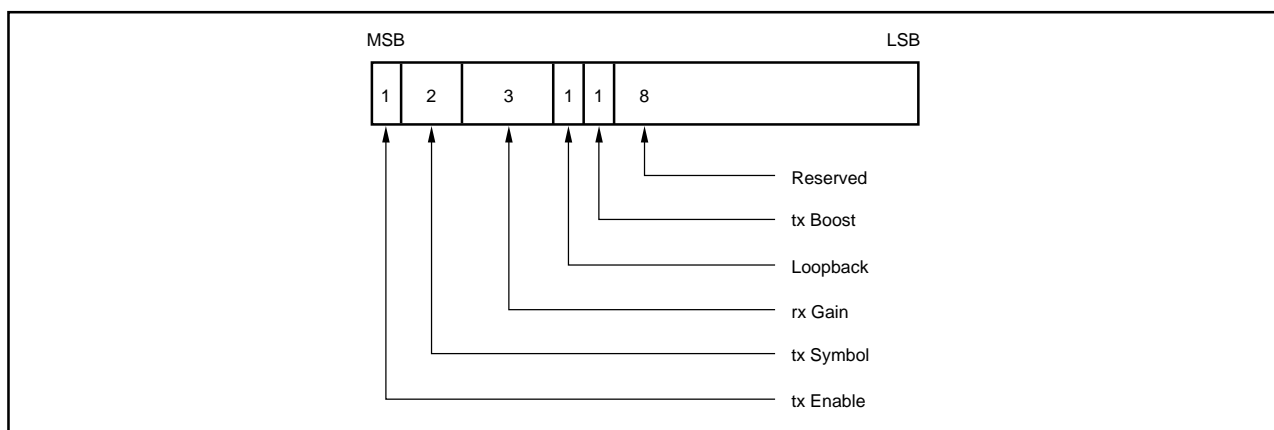 MSB LSB
1 2 3 1 1 8
Reserved
tx Boost
Loopback
rx Gain
tx Symbol
tx Enable